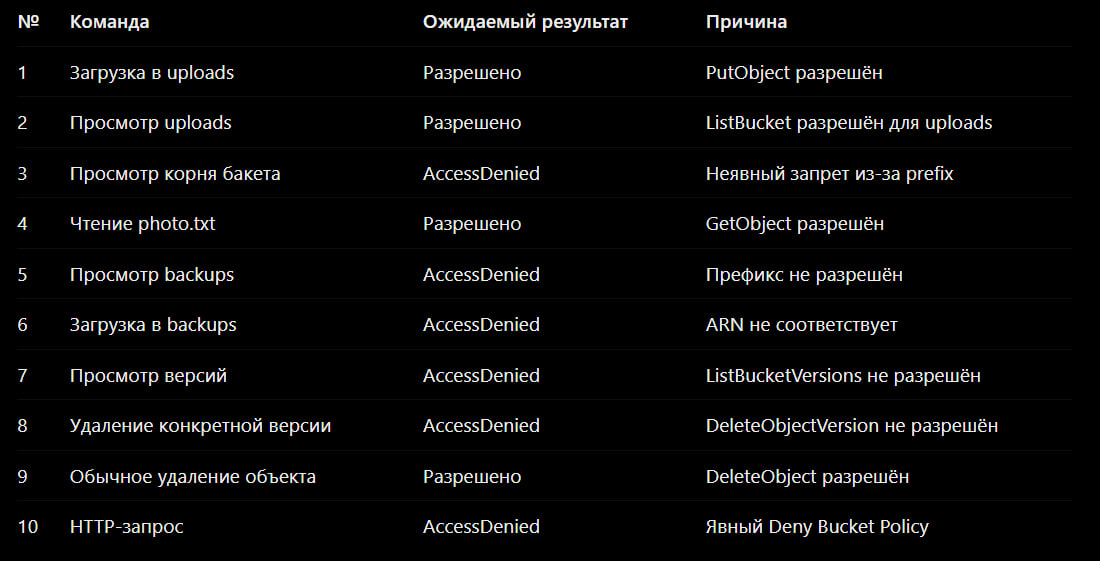 № Команда Ожидаемый результат Причина
1 Загрузка в uploads Разрешено PutObject разрешён
2 Просмотр uploads Разрешено ListBucket разрешён для uploads
3 Просмотр корня бакета AccessDenied Неявный запрет из-за prefix
4 Чтение photo.txt Разрешено GetObject разрешён
5 Просмотр backups AccessDenied Префикс не разрешён
6 Загрузка в backups AccessDenied ARN не соответствует
7 Просмотр версий AccessDenied ListBucketVersions не разрешён
8 Удаление конкретной версии AccessDenied DeleteObjectVersion не разрешён
9 Обычное удаление объекта Разрешено DeleteObject разрешён
10 HTTP-запрос AccessDenied Явный Deny Bucket Policy